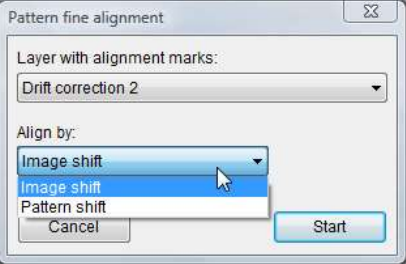 Pattern fine alignment
Layer with alignment marks:
Drift correction 2
Align by:
Image shift
Image shift
Pattern shift
Cancel Start